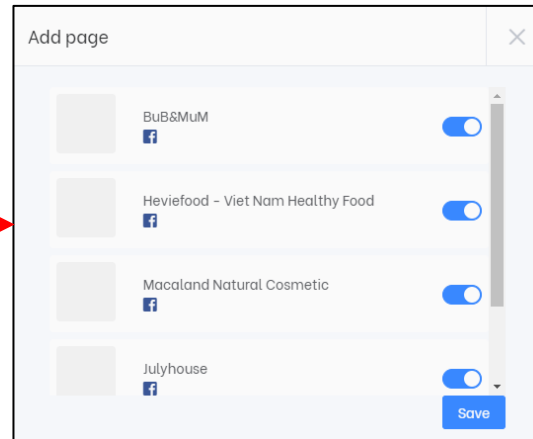 Add page
BuB&MuM
Heviefood - Viet Nam Healthy Food
Macaland Natural Cosmetic
Julyhouse
Save